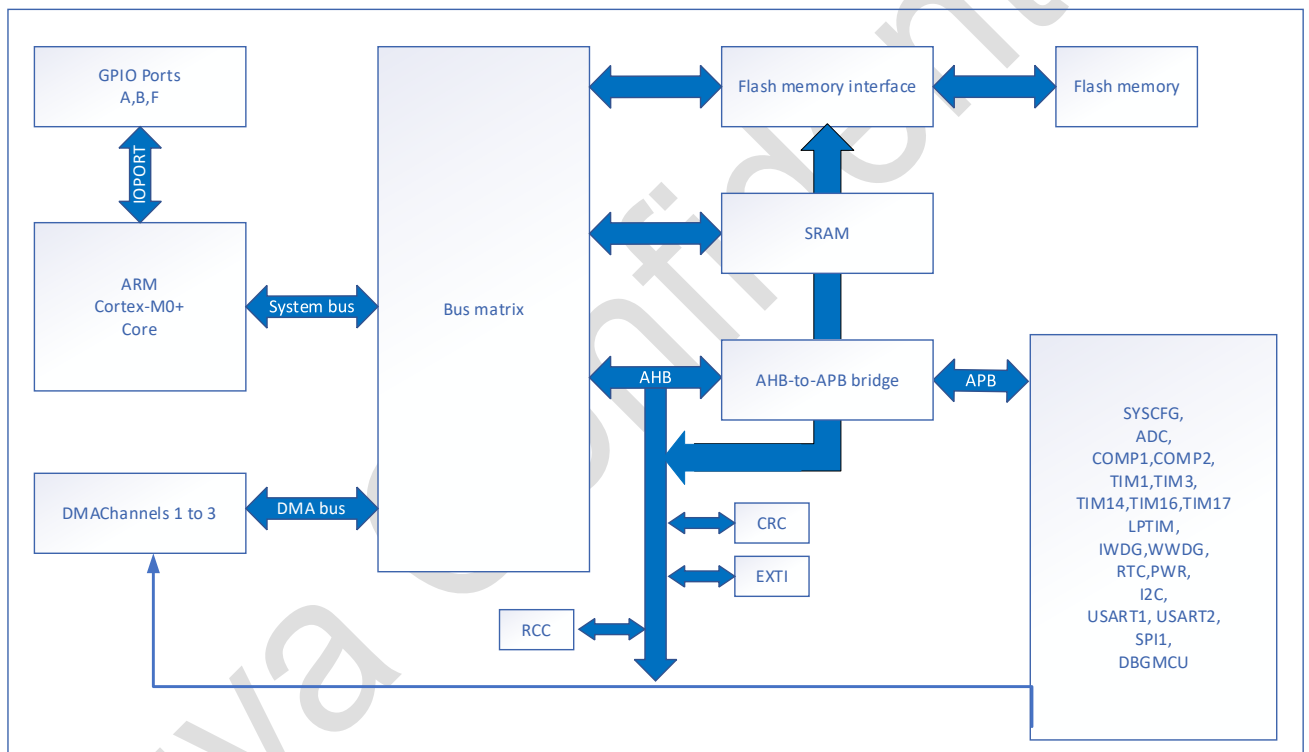 GPIO Ports
A,B,F
IOPORT
ARM
Cortex-M0+
Core
System bus
DMAChannels 1 to 3
DMA bus
Bus matrix
Flash memory interface
Flash memory
SRAM
AHB
AHB-to-APB bridge
APB
CRC
EXTI
RCC
SYSCFG,
ADC,
COMP1,COMP2,
TIM1,TIM3,
TIM14,TIM16,TIM17
LPTIM,
IWDG,WWDG,
RTC,PWR,
I2C,
USART1, USART2,
SPI1,
DBGMCU